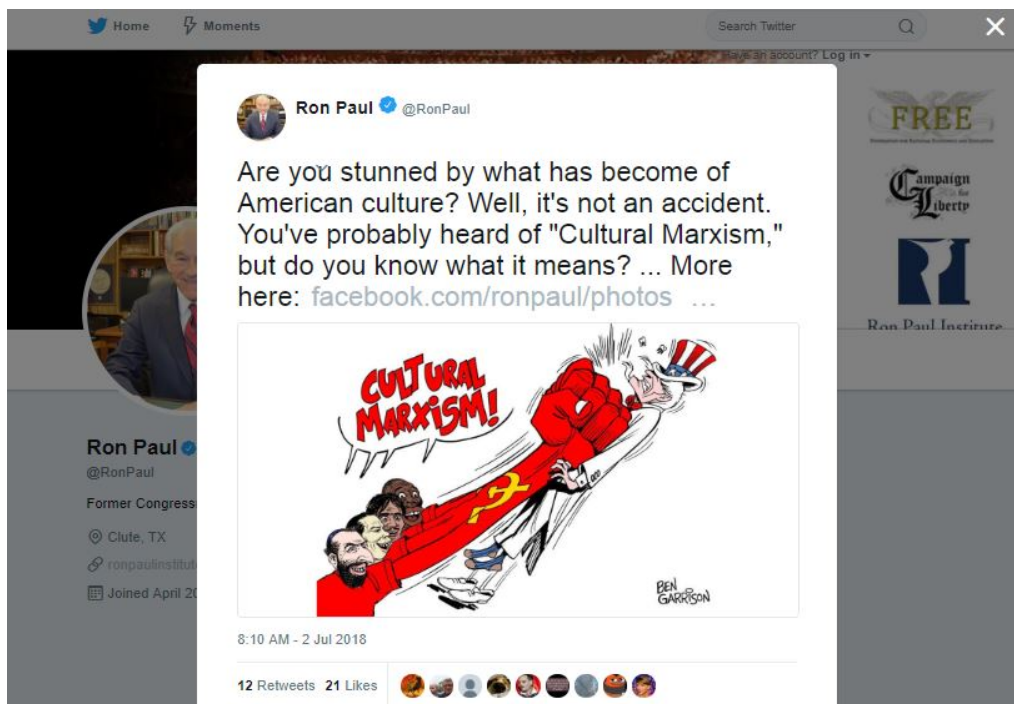 Home Moments Search Twitter
Have an account? Log in
Ron Paul @RonPaul
Are you stunned by what has become of
American culture? Well, it's not an accident.
You've probably heard of "Cultural Marxism,"
but do you know what it means? ... More
here: facebook.com/ronpaul/photos ...
CULTURAL
MARXISM!
BEN
GARRISON
8:10 AM - 2 Jul 2018
12 Retweets 21 Likes
Ron Paul
@RonPaul
Former Congress
Clute, TX
ronpaulinstitut
Joined April 20
FREE
Campaign
for
Liberty
Ron Paul Institute